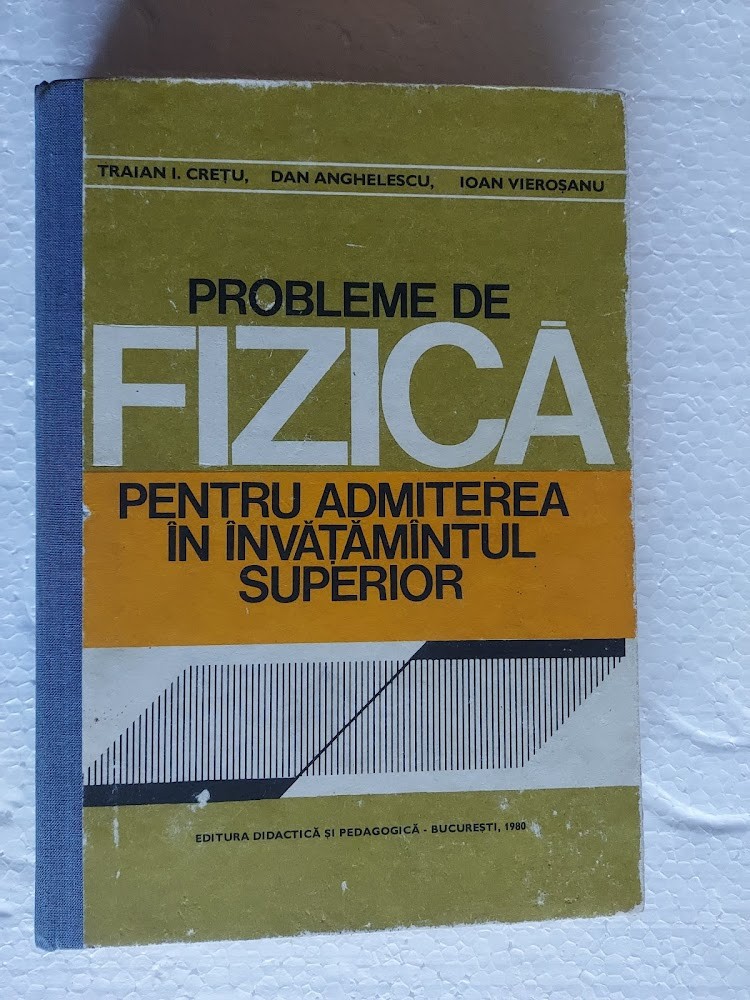 TRAIAN I. CREȚU, DAN ANGHELESCU, IOAN VIEROȘANU
PROBLEME DE
FIZICĂ
PENTRU ADMITEREA
ÎN ÎNVĂȚĂMÎNTUL
SUPERIOR
EDITURA DIDACTICĂ ȘI PEDAGOGICĂ - BUCUREȘTI, 1980